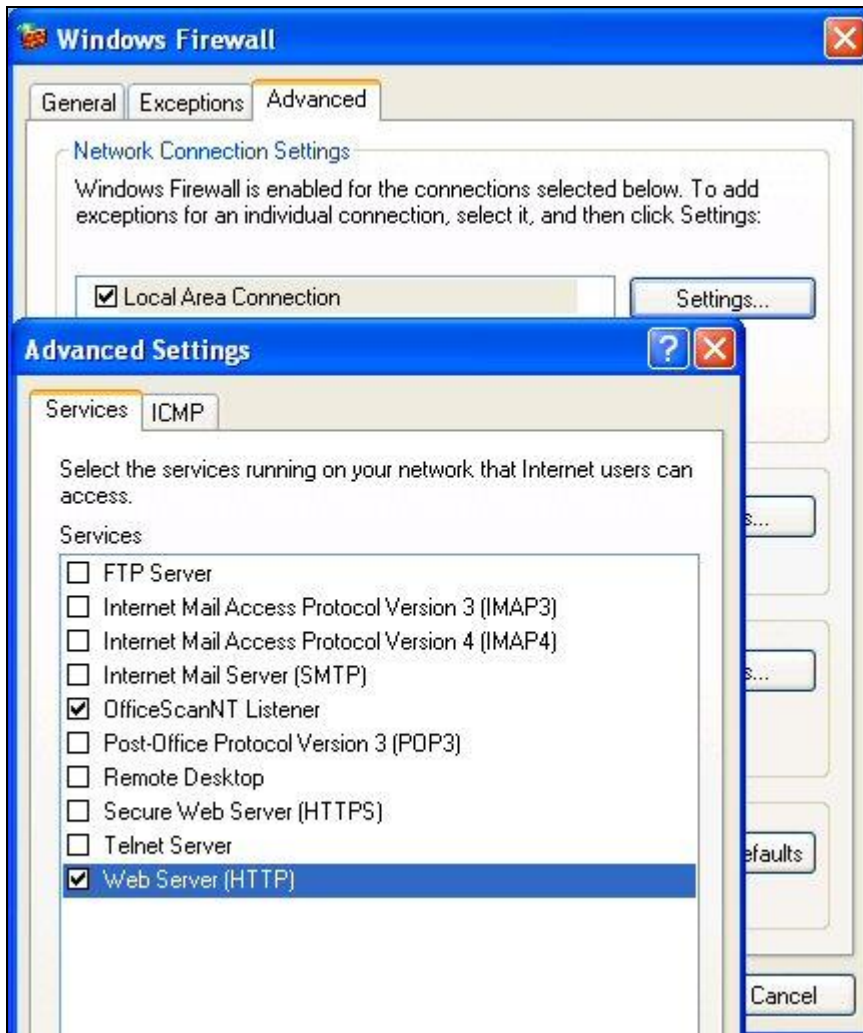 Windows Firewall
General Exceptions Advanced
Network Connection Settings
Windows Firewall is enabled for the connections selected below. To add
exceptions for an individual connection, select it, and then click Settings:
Local Area Connection
Settings...
Advanced Settings
Services ICMP
Select the services running on your network that Internet users can
access.
Services
FTP Server
Internet Mail Access Protocol Version 3 (IMAP3)
Internet Mail Access Protocol Version 4 (IMAP4)
Internet Mail Server (SMTP)
OfficeScanNT Listener
Post-Office Protocol Version 3 (POP3)
Remote Desktop
Secure Web Server (HTTPS)
Telnet Server
Web Server (HTTP)
Cancel